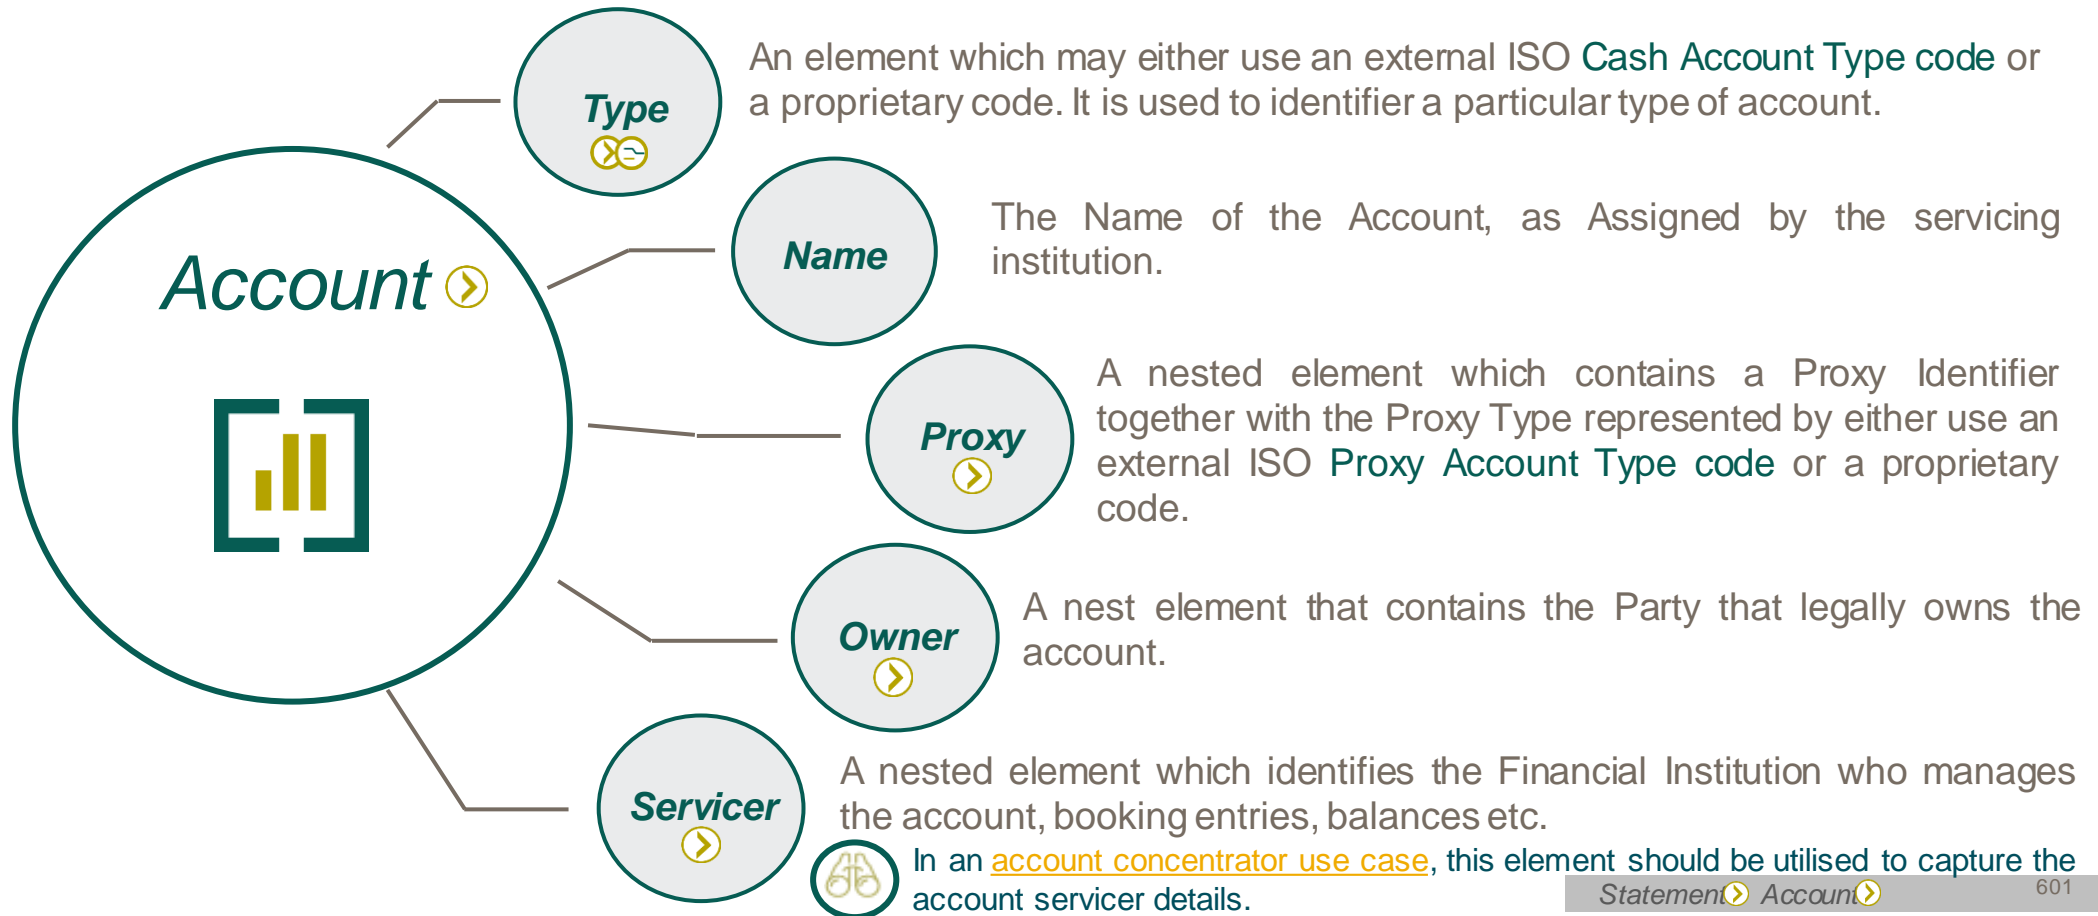 Type
An element which may either use an external ISO Cash Account Type code or
a proprietary code. It is used to identifier a particular type of account.
Account
Name
The Name of the Account, as Assigned by the servicing
institution.
Proxy
A nested element which contains a Proxy Identifier
together with the Proxy Type represented by either use an
external ISO Proxy Account Type code or a proprietary
code.
Owner
A nest element that contains the Party that legally owns the
account.
Servicer
A nested element which identifies the Financial Institution who manages
the account, booking entries, balances etc.
In an account concentrator use case, this element should be utilised to capture the
account servicer details.
Statement Account 601